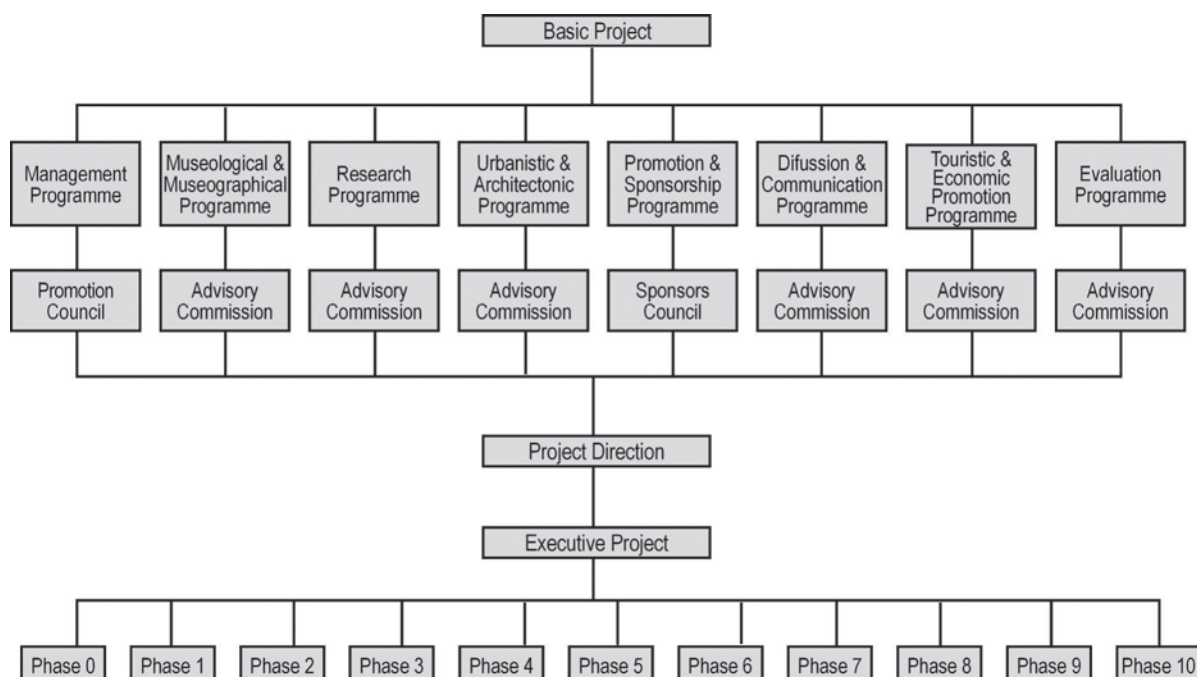 Basic Project
Management
Programme
Museological &
Museographical
Programme
Research
Programme
Urbanistic &
Architectonic
Programme
Promotion &
Sponsorship
Programme
Difussion &
Communication
Programme
Touristic &
Economic
Promotion
Programme
Evaluation
Programme
Promotion
Council
Advisory
Commission
Advisory
Commission
Advisory
Commission
Sponsors
Council
Advisory
Commission
Advisory
Commission
Advisory
Commission
Project Direction
Executive Project
Phase 0
Phase 1
Phase 2
Phase 3
Phase 4
Phase 5
Phase 6
Phase 7
Phase 8
Phase 9
Phase 10